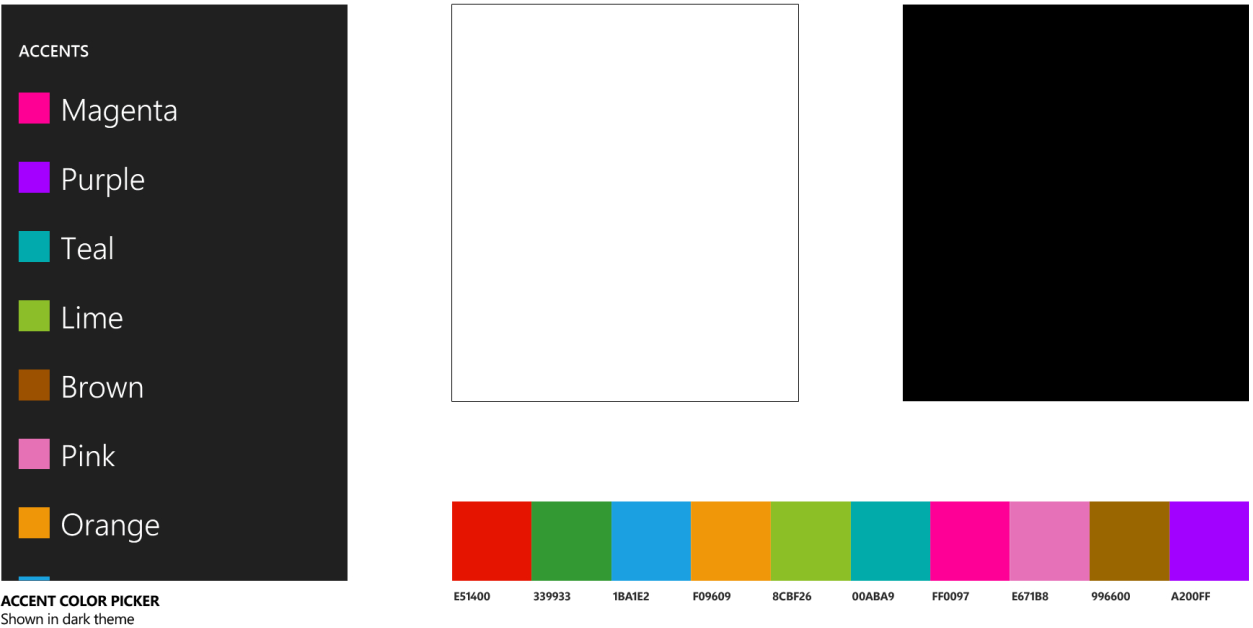 ACCENTS
Magenta
Purple
Teal
Lime
Brown
Pink
Orange
ACCENT COLOR PICKER
Shown in dark theme
E51400 339933 1BA1E2 F09609 8CBF26 00ABA9 FF0097 E671B8 996600 A200FF